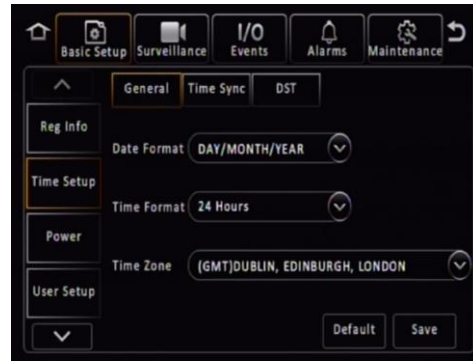 Basic Setup
Surveillance
I/O
Events
Alarms
Maintenance
General
Time Sync
DST
Reg Info
Time Setup
Power
User Setup
Date Format
DAY/MONTH/YEAR
Time Format
24 Hours
Time Zone
(GMT)DUBLIN, EDINBURGH, LONDON
Default
Save